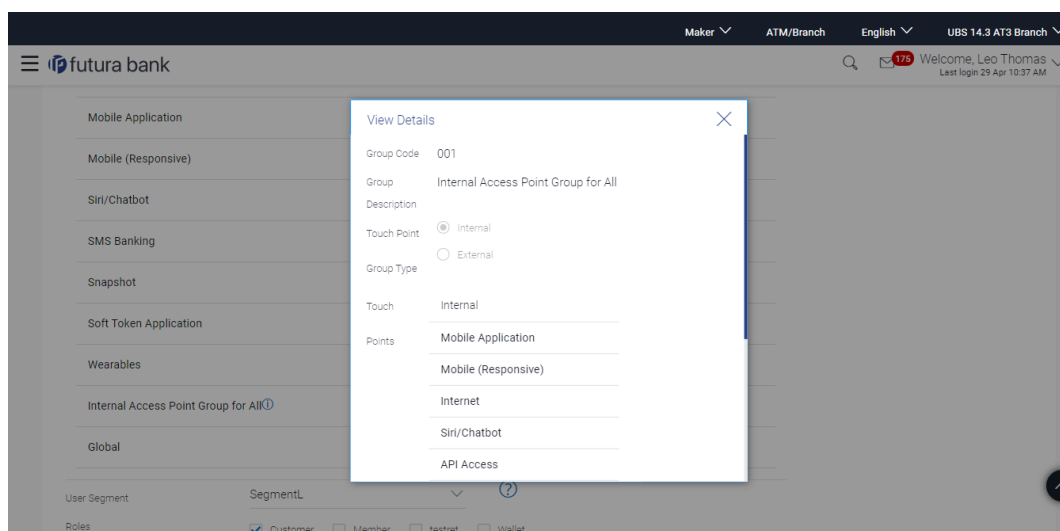 Maker ATM/Branch English UBS 14.3 AT3 Branch
futura bank 175 Welcome, Leo Thomas
Last login 29 Apr 10:37 AM
Mobile Application
Mobile (Responsive)
Siri/Chatbot
SMS Banking
Snapshot
Soft Token Application
Wearables
Internal Access Point Group for All
Global
View Details
Group Code 001
Group Internal Access Point Group for All
Description
Touch Point Internal
External
Group Type
Touch Internal
Points Mobile Application
Mobile (Responsive)
Internet
Siri/Chatbot
API Access
User Segment SegmentL ?
Roles Customer Member testret Wallet